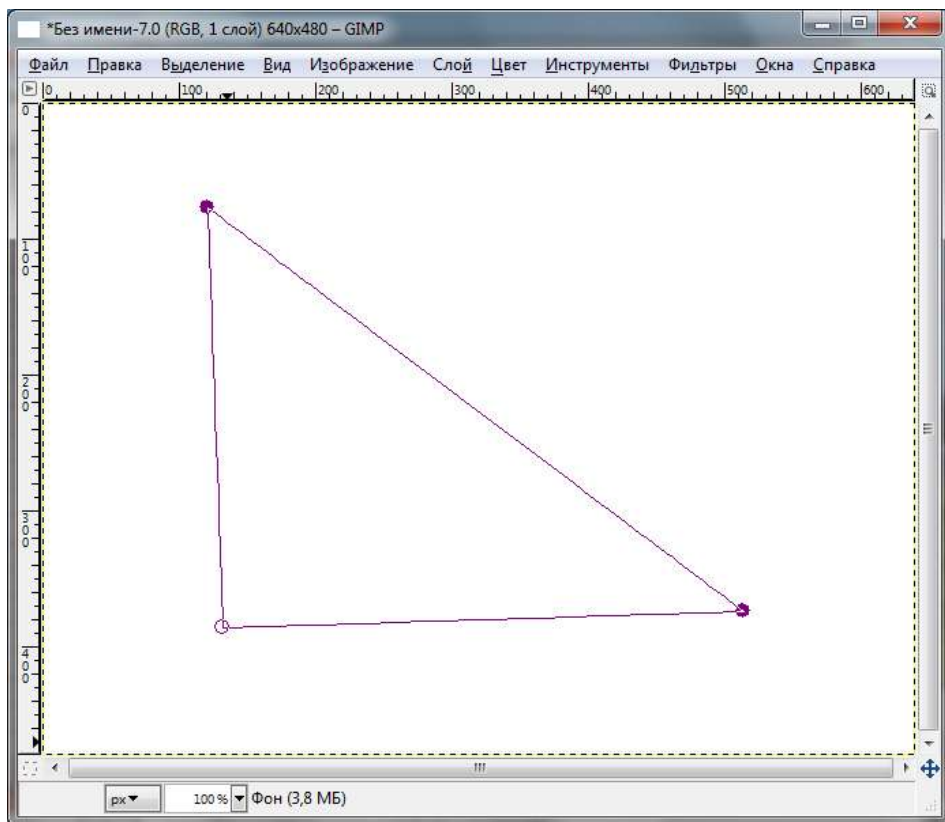 *Без имени-7.0 (RGB, 1 слой) 640x480 – GIMP
Файл Правка Выделение Вид Изображение Слой Цвет Инструменты Фильтры Окна Справка
0 100 200 300 400 500 600
0
100
200
300
400
px 100 % Фон (3,8 МБ)